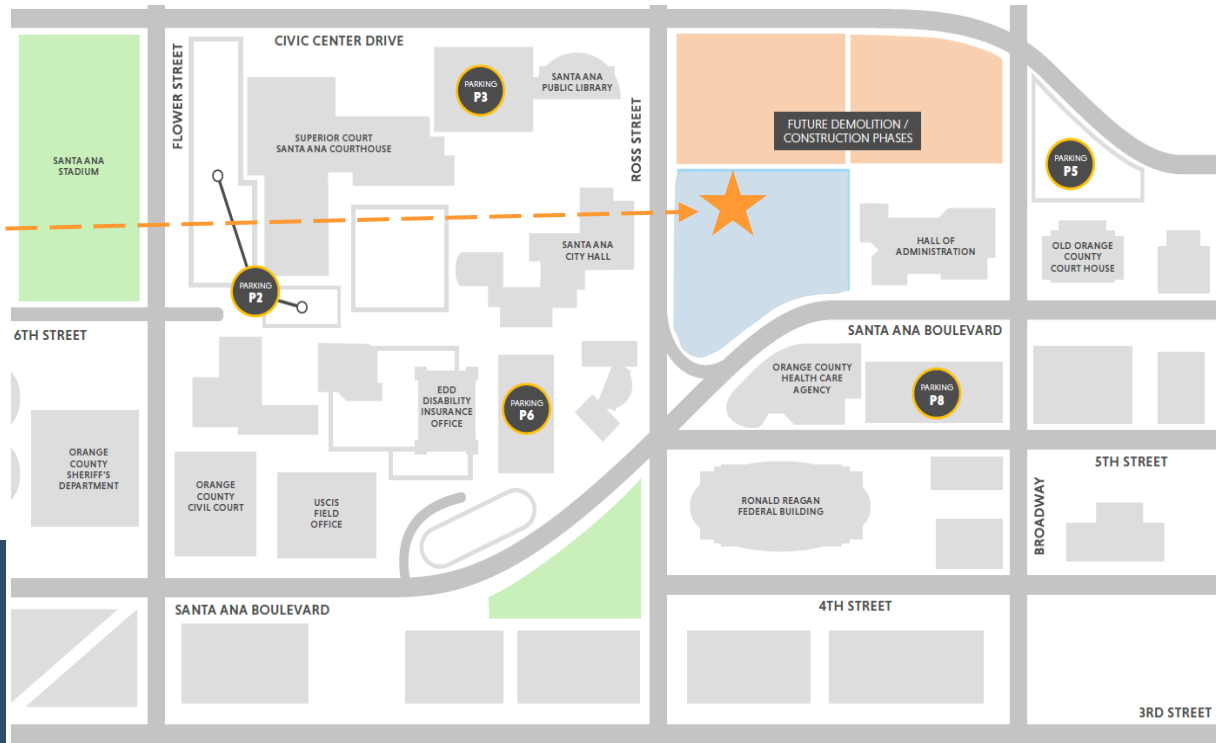 CIVIC CENTER DRIVE
FLOWER STREET
PARKING
P3
SANTA ANA
PUBLIC LIBRARY
ROSS STREET
FUTURE DEMOLITION /
CONSTRUCTION PHASES
SUPERIOR COURT
SANTA ANA COURTHOUSE
SANTA ANA
STADIUM
PARKING
P5
SANTA ANA
CITY HALL
HALL OF
ADMINISTRATION
OLD ORANGE
COUNTY
COURT HOUSE
PARKING
P2
6TH STREET
SANTA ANA BOULEVARD
ORANGE COUNTY
HEALTH CARE
AGENCY
PARKING
P8
EDD
DISABILITY
INSURANCE
OFFICE
PARKING
P6
ORANGE
COUNTY
SHERIFF'S
DEPARTMENT
5TH STREET
ORANGE
COUNTY
CIVIL COURT
USCIS
FIELD
OFFICE
RONALD REAGAN
FEDERAL BUILDING
BROADWAY
SANTA ANA BOULEVARD
4TH STREET
3RD STREET